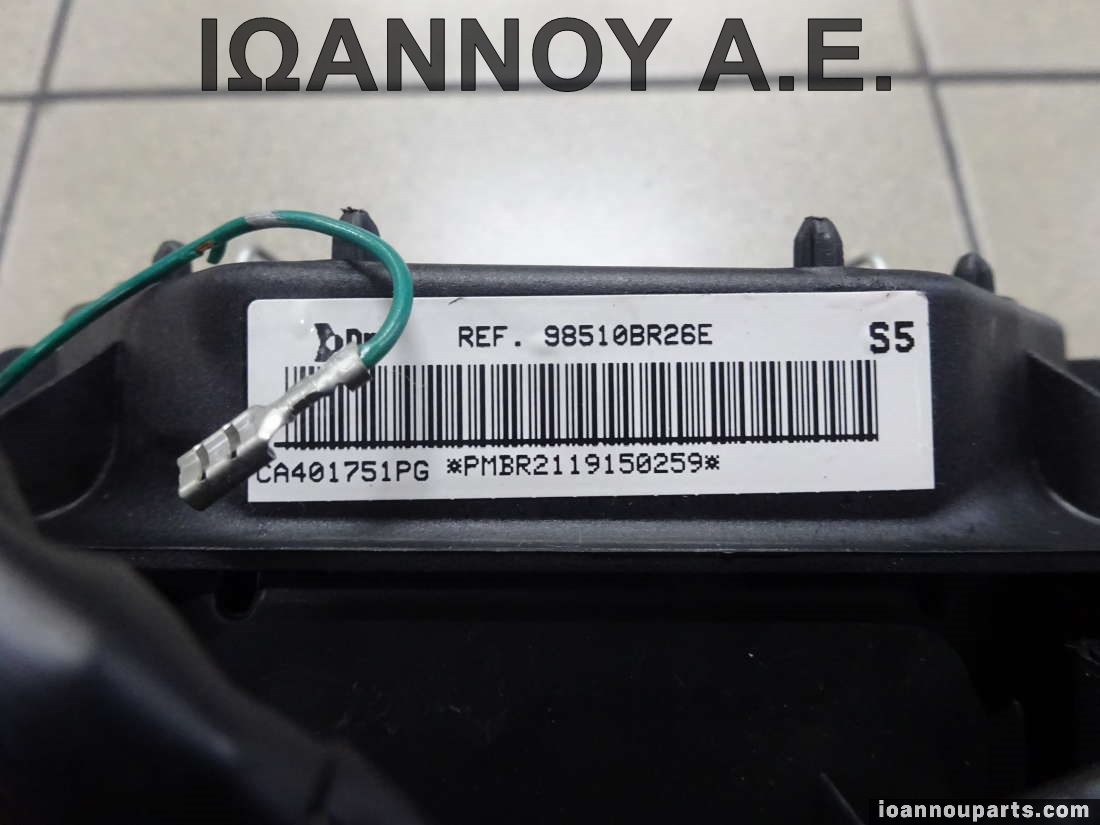 ΙΩΑΝΝΟΥ Α.Ε.
REF. 98510BR26E S5
CA401751PG *PMBR2119150259*
ioannouparts.com